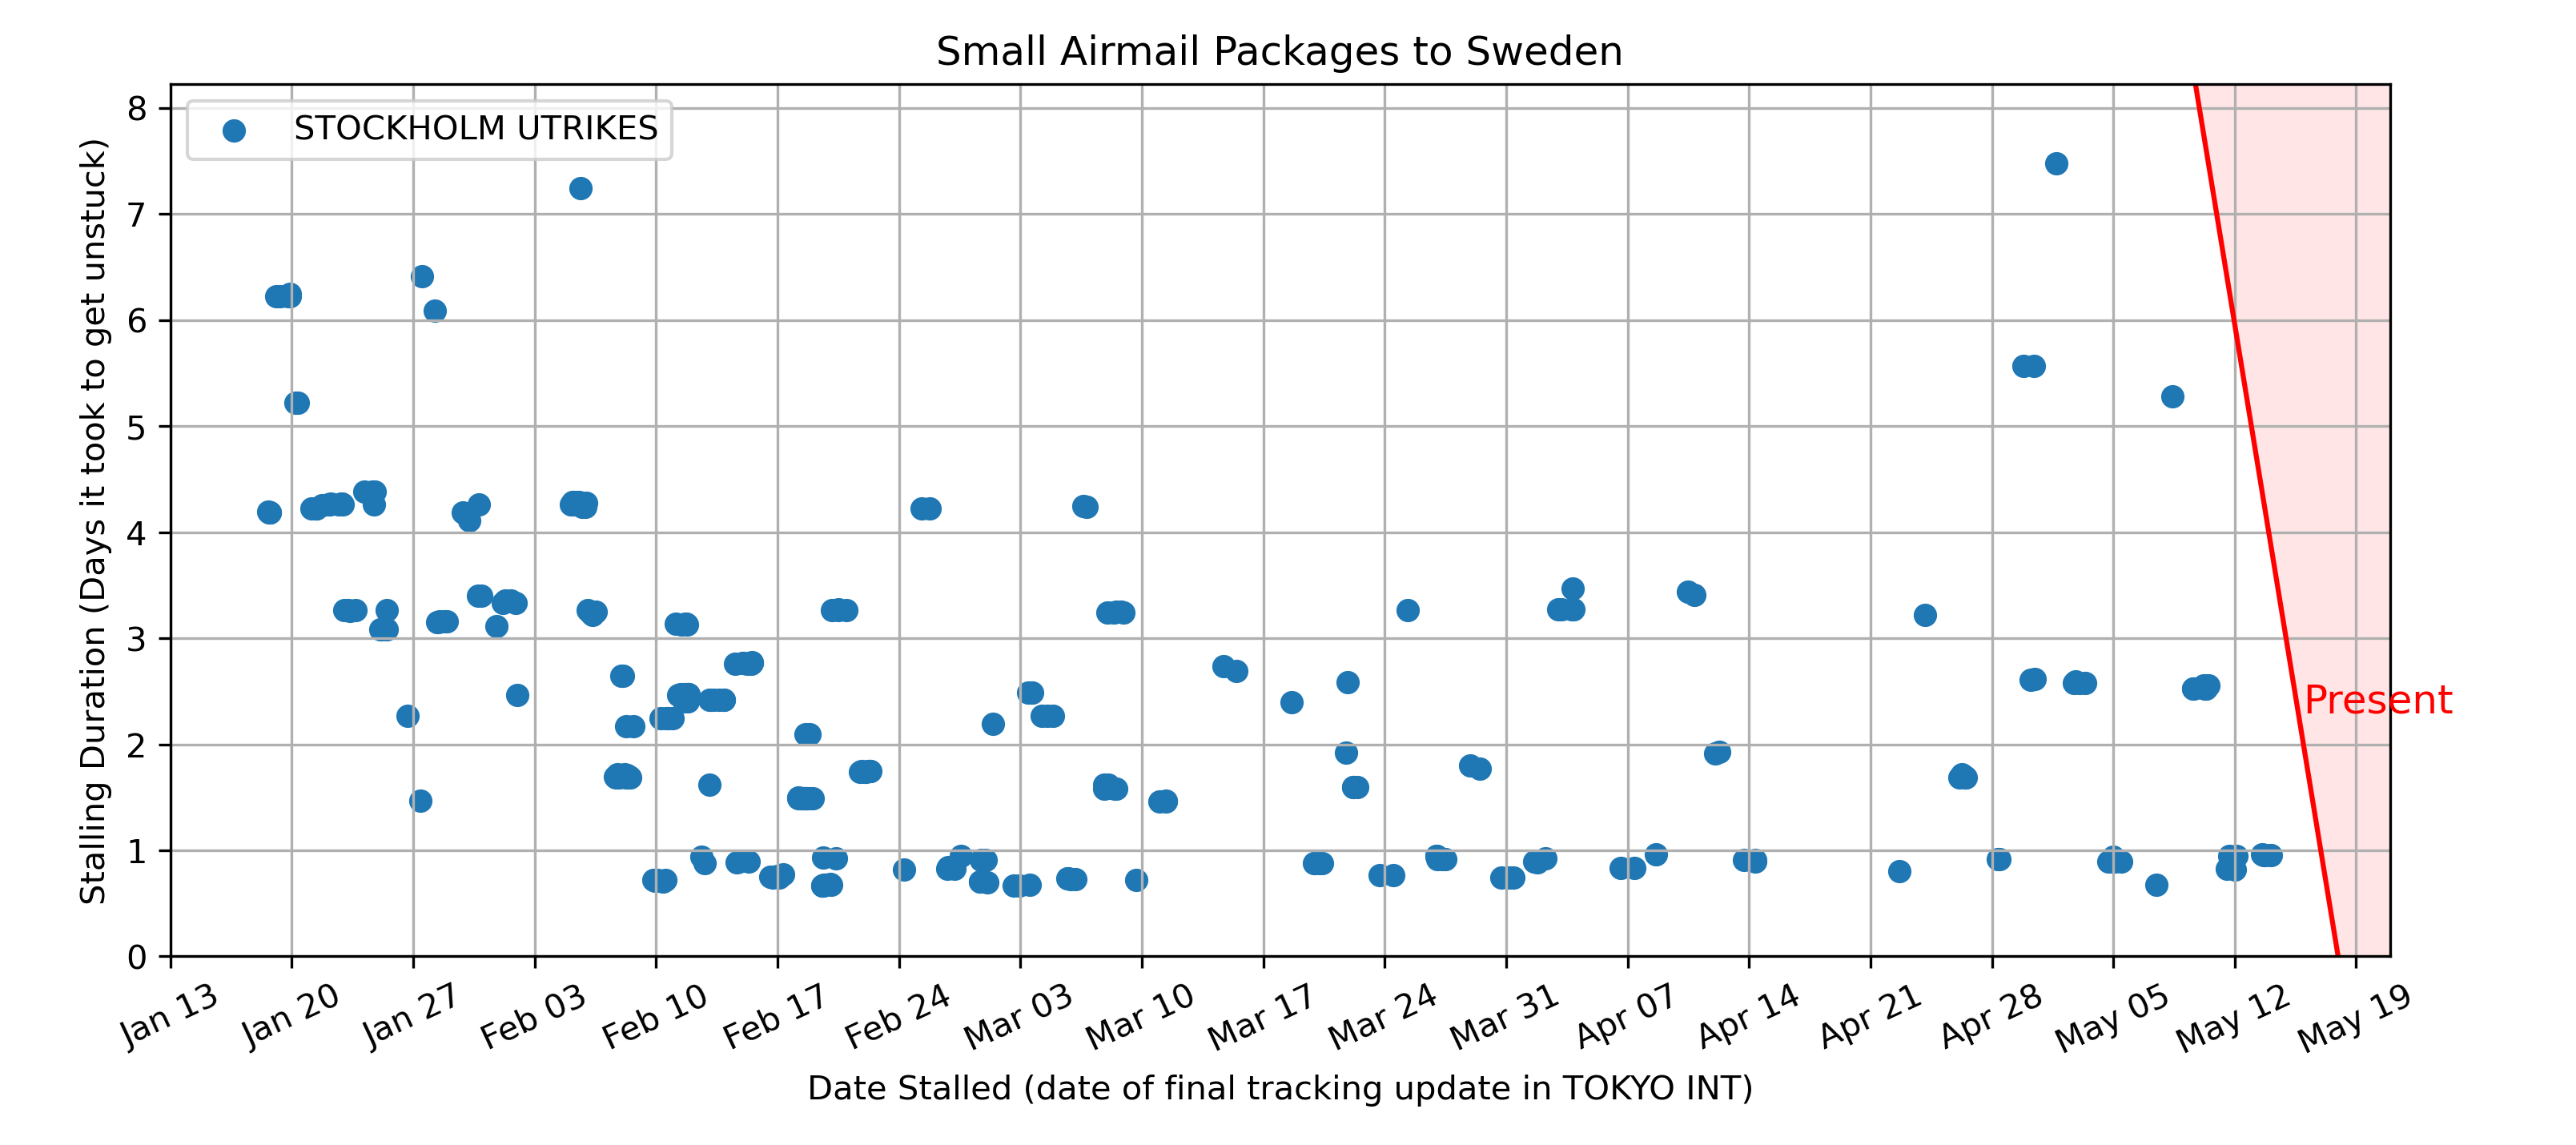 Small Airmail Packages to Sweden
STOCKHOLM UTRIKES
Stalling Duration (Days it took to get unstuck)
8
7
6
5
4
3
2
1
0
Present
Jan 13
Jan 20
Jan 27
Feb 03
Feb 10
Feb 17
Feb 24
Mar 03
Mar 10
Mar 17
Mar 24
Mar 31
Apr 07
Apr 14
Apr 21
Apr 28
May 05
May 12
May 19
Date Stalled (date of final tracking update in TOKYO INT)